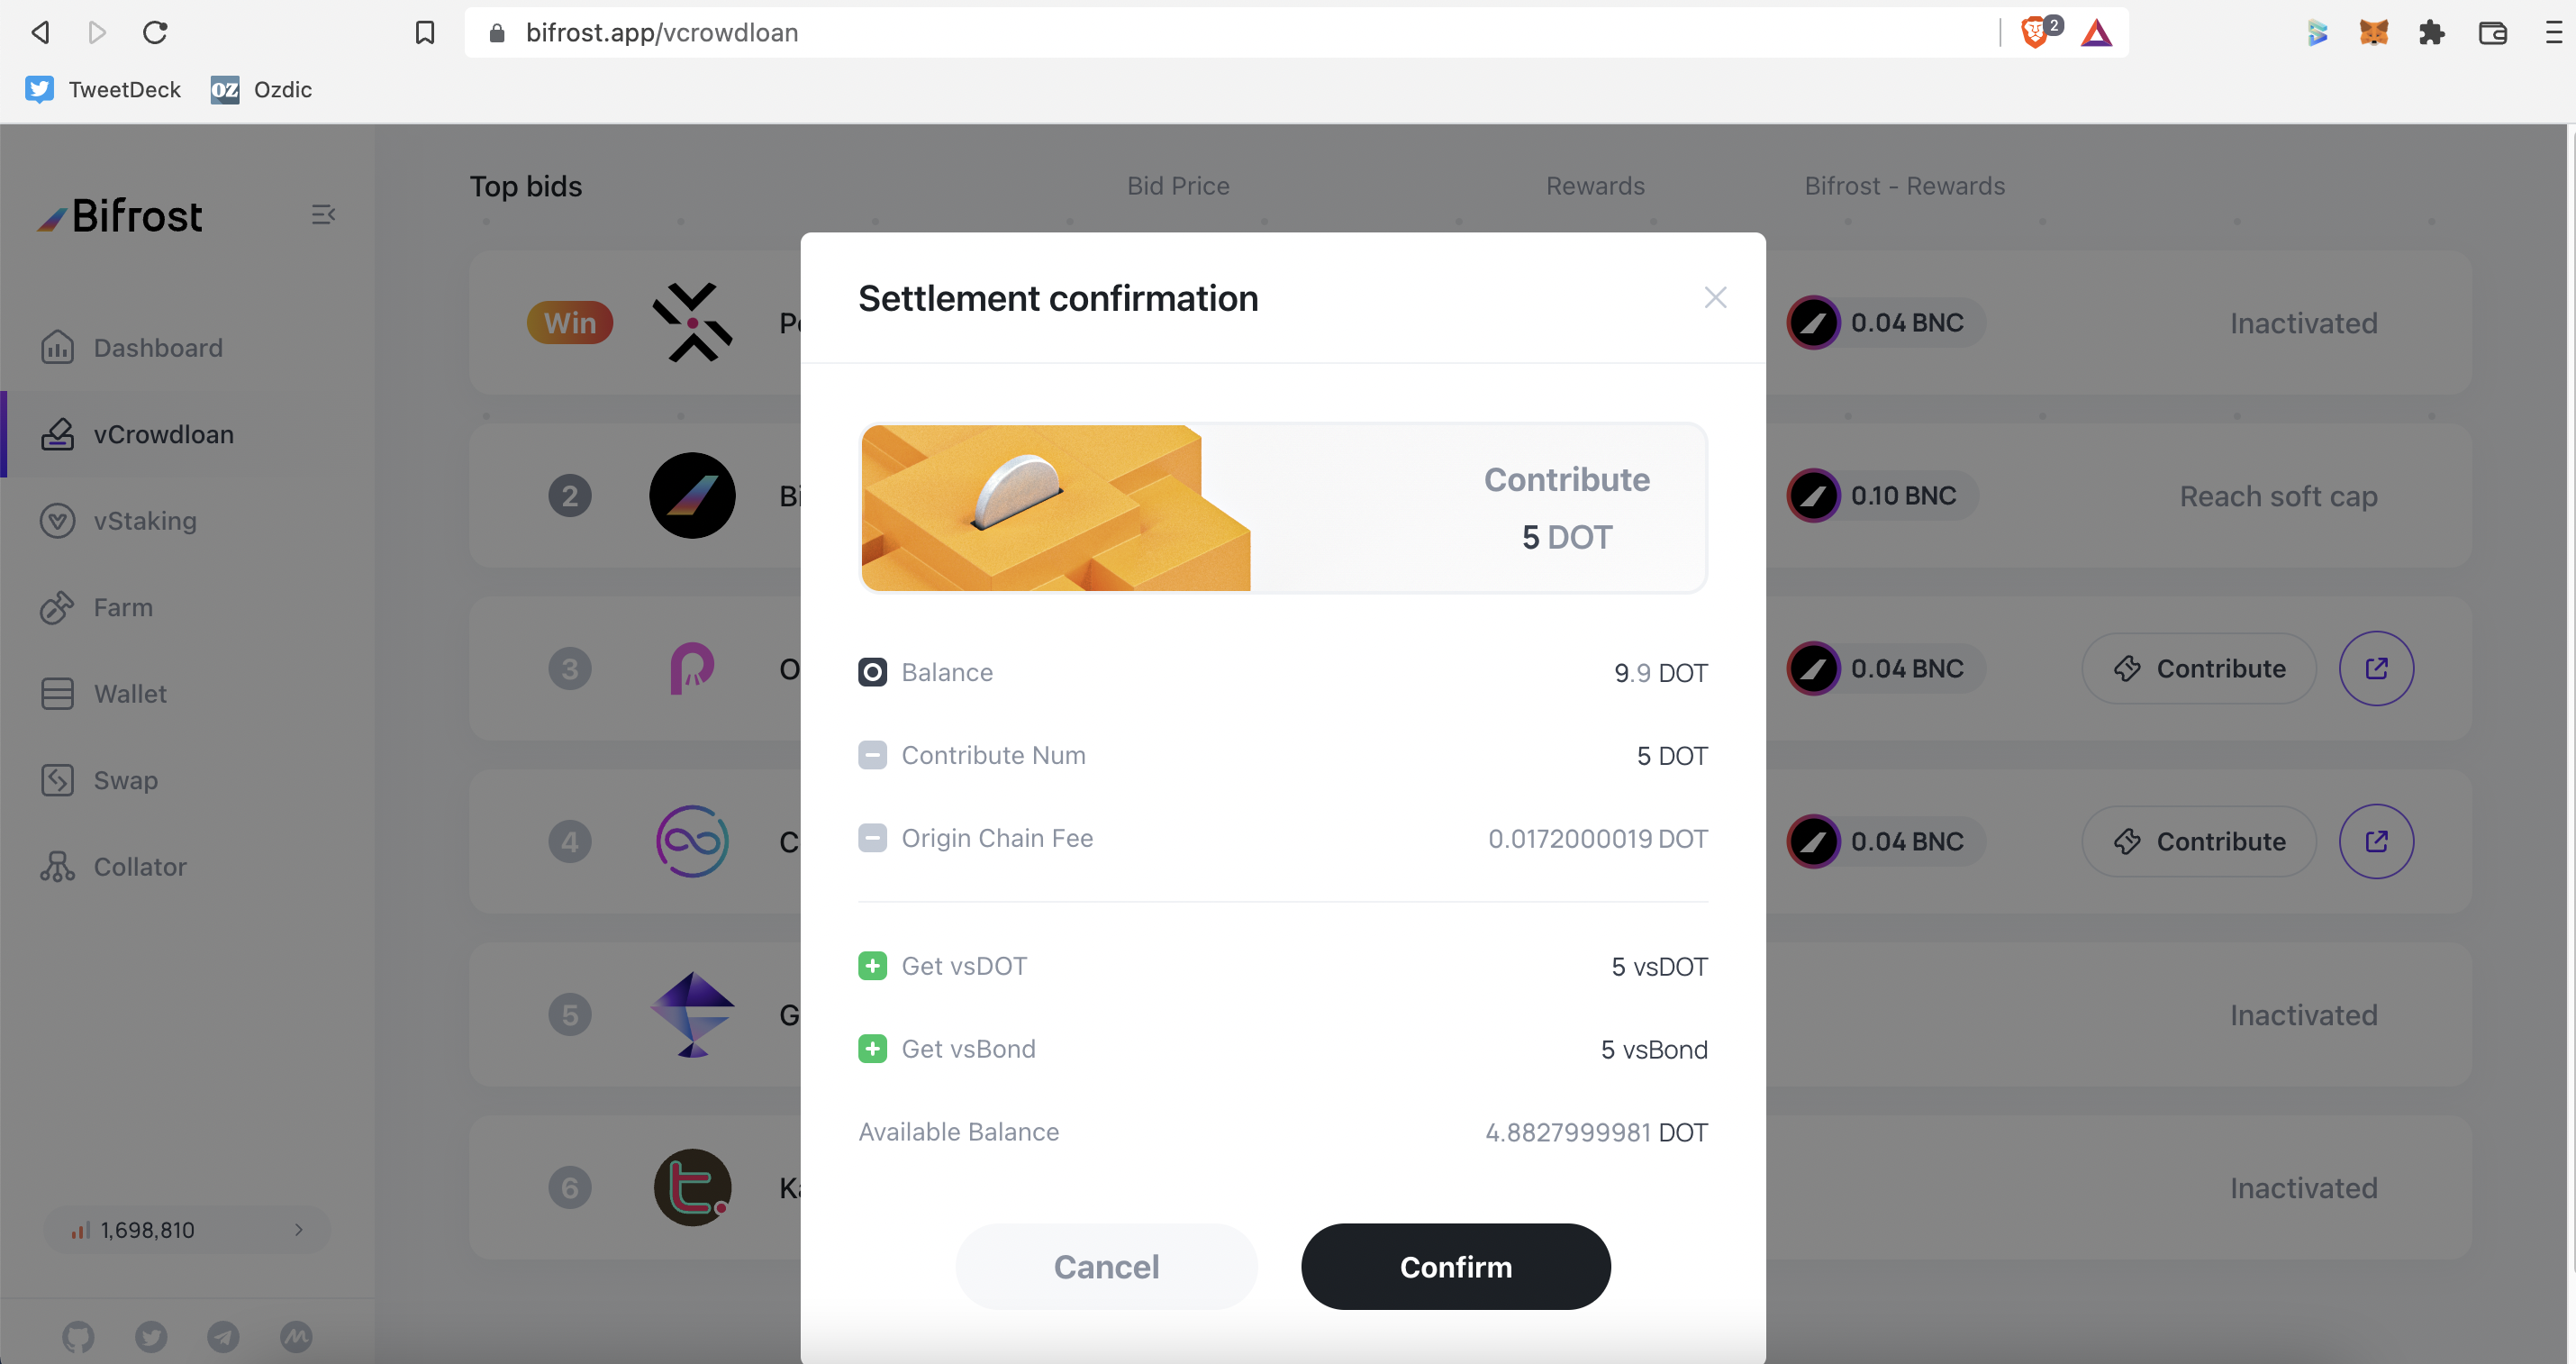 bifrost.app/vcrowdloan
2
TweetDeck
OZ Ozdic
Bifrost
Dashboard
vCrowdloan
vStaking
Farm
Wallet
Swap
Collator
1,698,810
Top bids Bid Price Rewards Bifrost - Rewards
Win 0.04 BNC Inactivated
2 0.10 BNC Reach soft cap
3 0.04 BNC Contribute
4 0.04 BNC Contribute
5 Inactivated
6 Inactivated
Settlement confirmation
Contribute
5 DOT
Balance 9.9 DOT
Contribute Num 5 DOT
Origin Chain Fee 0.0172000019 DOT
Get vsDOT 5 vsDOT
Get vsBond 5 vsBond
Available Balance 4.8827999981 DOT
Cancel Confirm